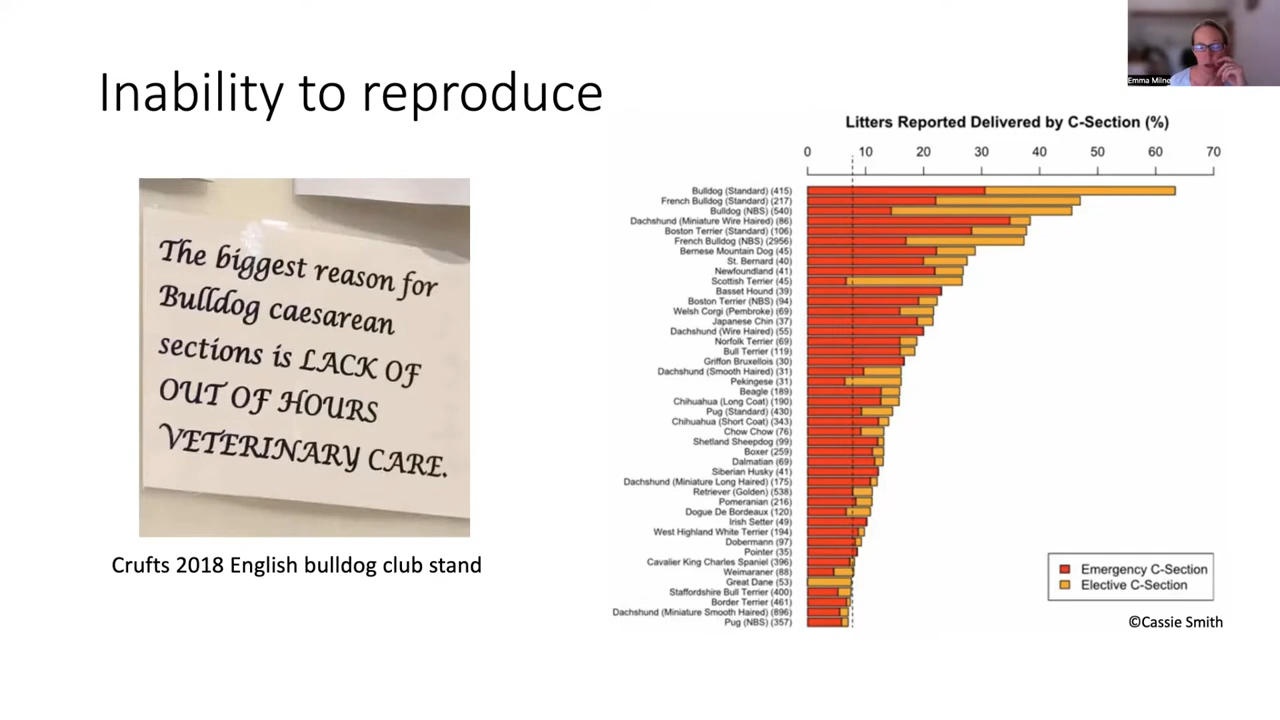 Inability to reproduce
Emma Milne
The biggest reason for
Bulldog caesarean
sections is LACK OF
OUT OF HOURS
VETERINARY CARE.
Crufts 2018 English bulldog club stand
Litters Reported Delivered by C-Section (%)
0 10 20 30 40 50 60 70
Bulldog (Standard) (415)
French Bulldog (Standard) (217)
Bulldog (NBS) (540)
Dachshund (Miniature Wire Haired) (86)
Boston Terrier (Standard) (106)
French Bulldog (NBS) (2956)
Bernese Mountain Dog (45)
St. Bernard (40)
Newfoundland (41)
Scottish Terrier (45)
Basset Hound (39)
Boston Terrier (NBS) (94)
Welsh Corgi (Pembroke) (69)
Japanese Chin (37)
Dachshund (Wire Haired) (55)
Norfolk Terrier (69)
Bull Terrier (119)
Griffon Bruxellois (30)
Dachshund (Smooth Haired) (31)
Pekingese (31)
Beagle (189)
Chihuahua (Long Coat) (190)
Pug (Standard) (430)
Chihuahua (Short Coat) (343)
Chow Chow (76)
Shetland Sheepdog (99)
Boxer (259)
Dalmatian (69)
Siberian Husky (41)
Dachshund (Miniature Long Haired) (175)
Retriever (Golden) (538)
Pomeranian (216)
Dogue De Bordeaux (120)
Irish Setter (49)
West Highland White Terrier (194)
Dobermann (97)
Pointer (35)
Cavalier King Charles Spaniel (396)
Weimaraner (88)
Great Dane (53)
Staffordshire Bull Terrier (400)
Border Terrier (461)
Dachshund (Miniature Smooth Haired) (896)
Pug (NBS) (357)
Emergency C-Section
Elective C-Section
©Cassie Smith